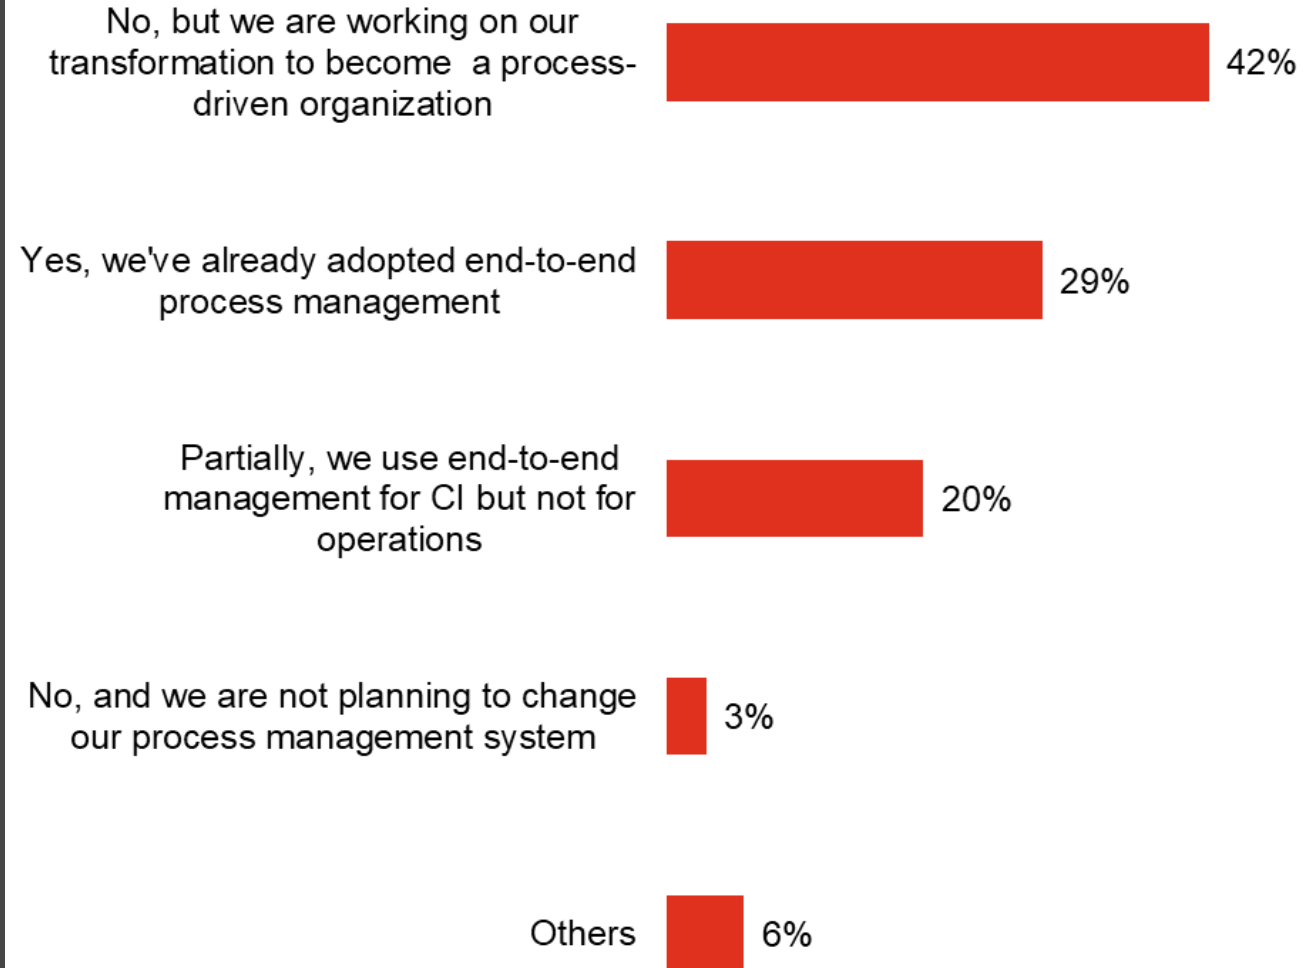 No, but we are working on our
transformation to become  a process-
driven organization
42%
Yes, we've already adopted end-to-end
process management
29%
Partially, we use end-to-end
management for CI but not for
operations
20%
No, and we are not planning to change
our process management system
3%
Others
6%